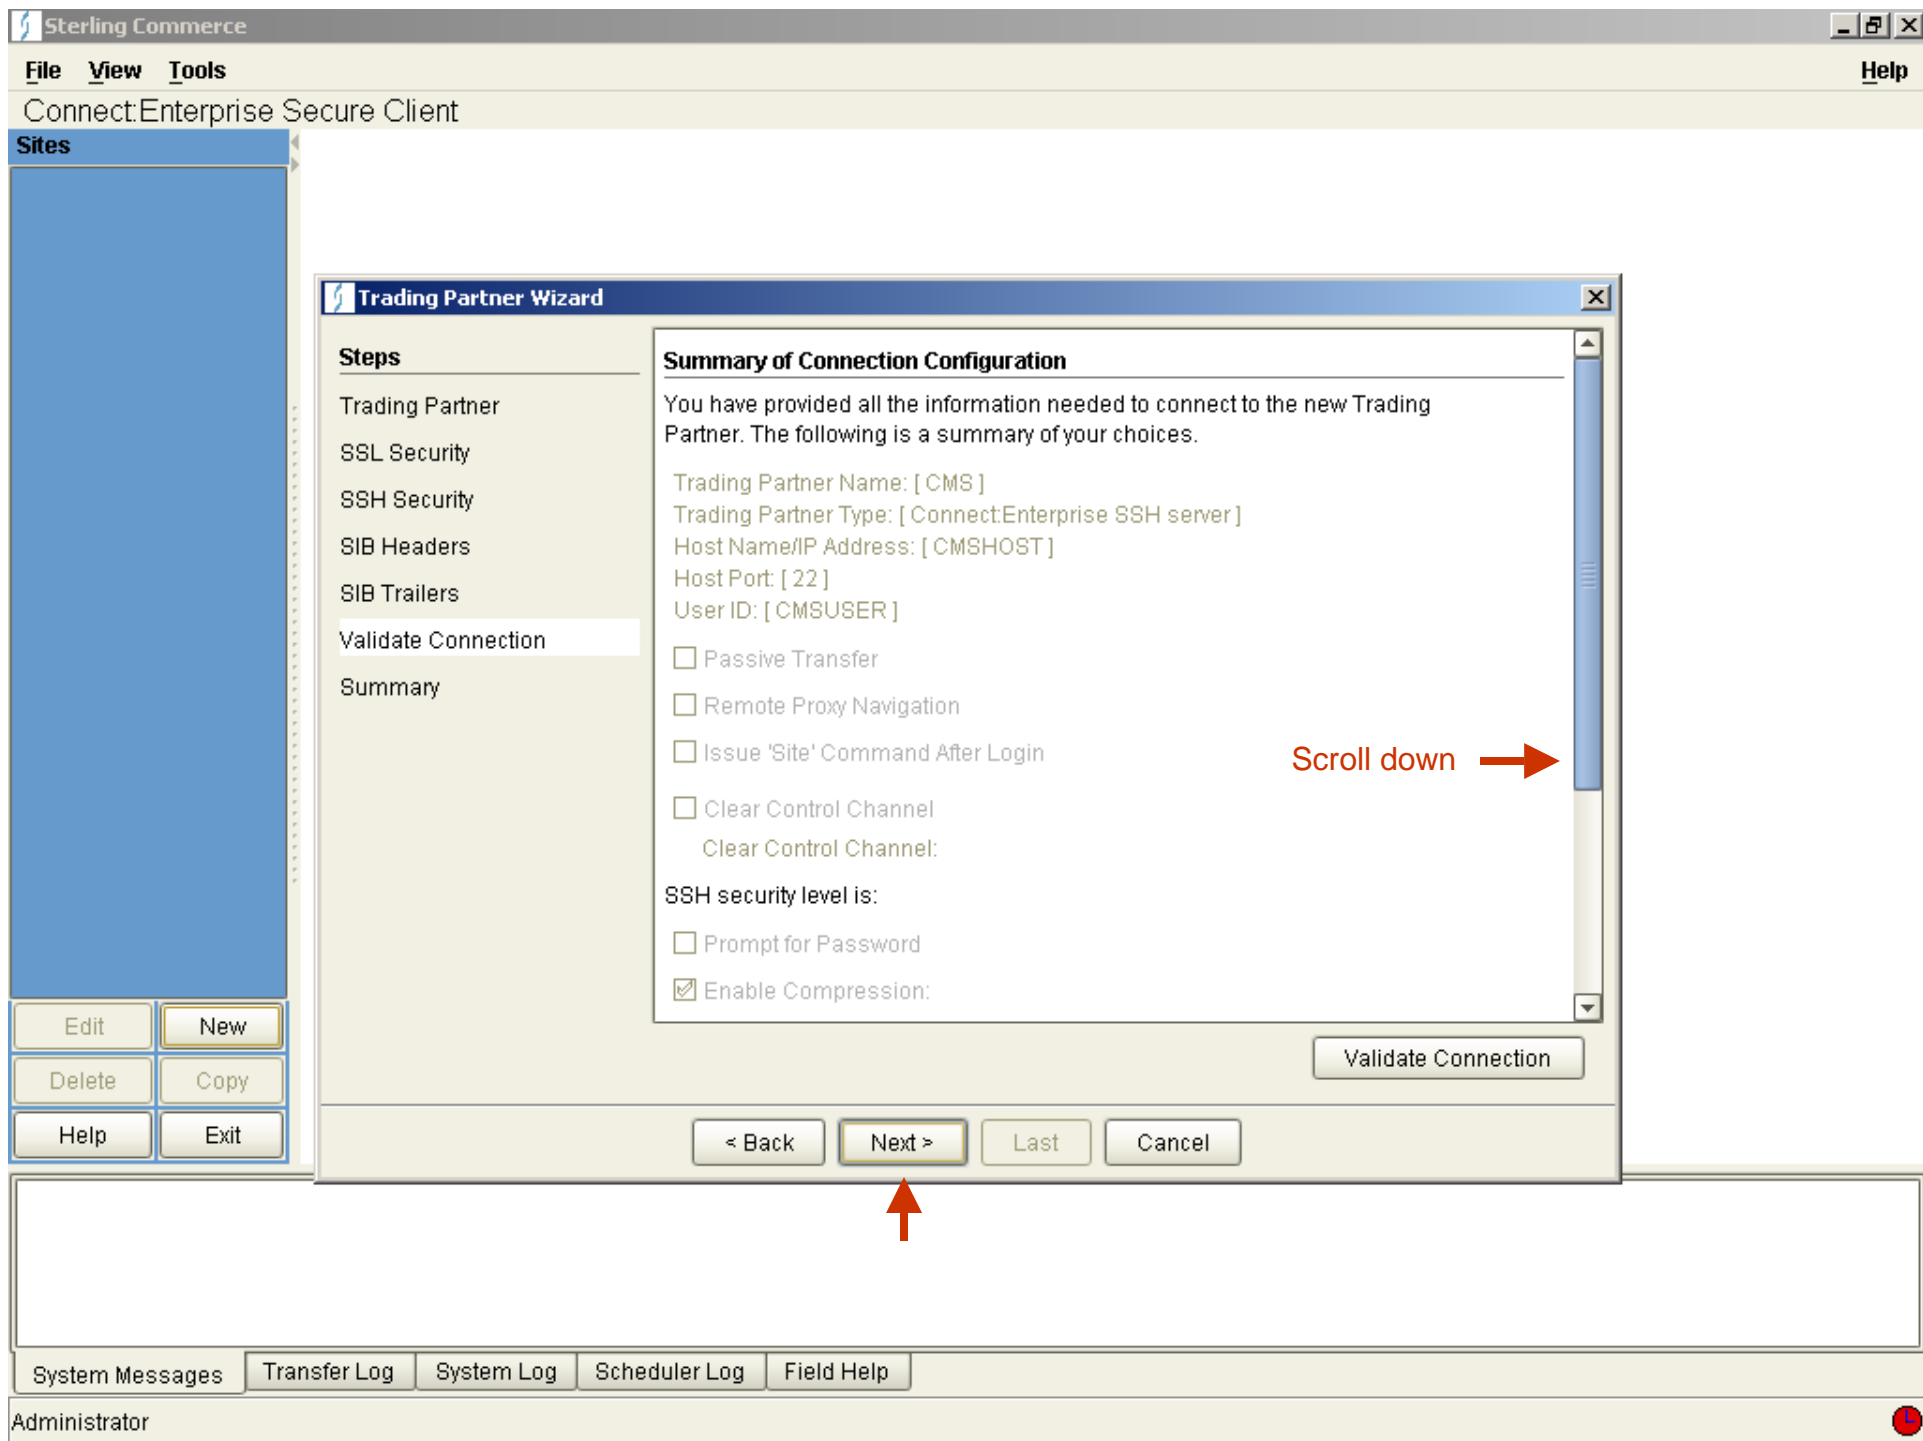 Sterling Commerce
File View Tools Help
Connect:Enterprise Secure Client
Sites
Trading Partner Wizard
Steps
Trading Partner
SSL Security
SSH Security
SIB Headers
SIB Trailers
Validate Connection
Summary
Summary of Connection Configuration
You have provided all the information needed to connect to the new Trading
Partner. The following is a summary of your choices.
Trading Partner Name: [ CMS ]
Trading Partner Type: [ Connect:Enterprise SSH server ]
Host Name/IP Address: [ CMSHOST ]
Host Port: [ 22 ]
User ID: [ CMSUSER ]
Passive Transfer
Remote Proxy Navigation
Issue 'Site' Command After Login
Scroll down
Clear Control Channel
Clear Control Channel:
SSH security level is:
Prompt for Password
Enable Compression:
Validate Connection
< Back Next > Last Cancel
Edit New
Delete Copy
Help Exit
System Messages Transfer Log System Log Scheduler Log Field Help
Administrator